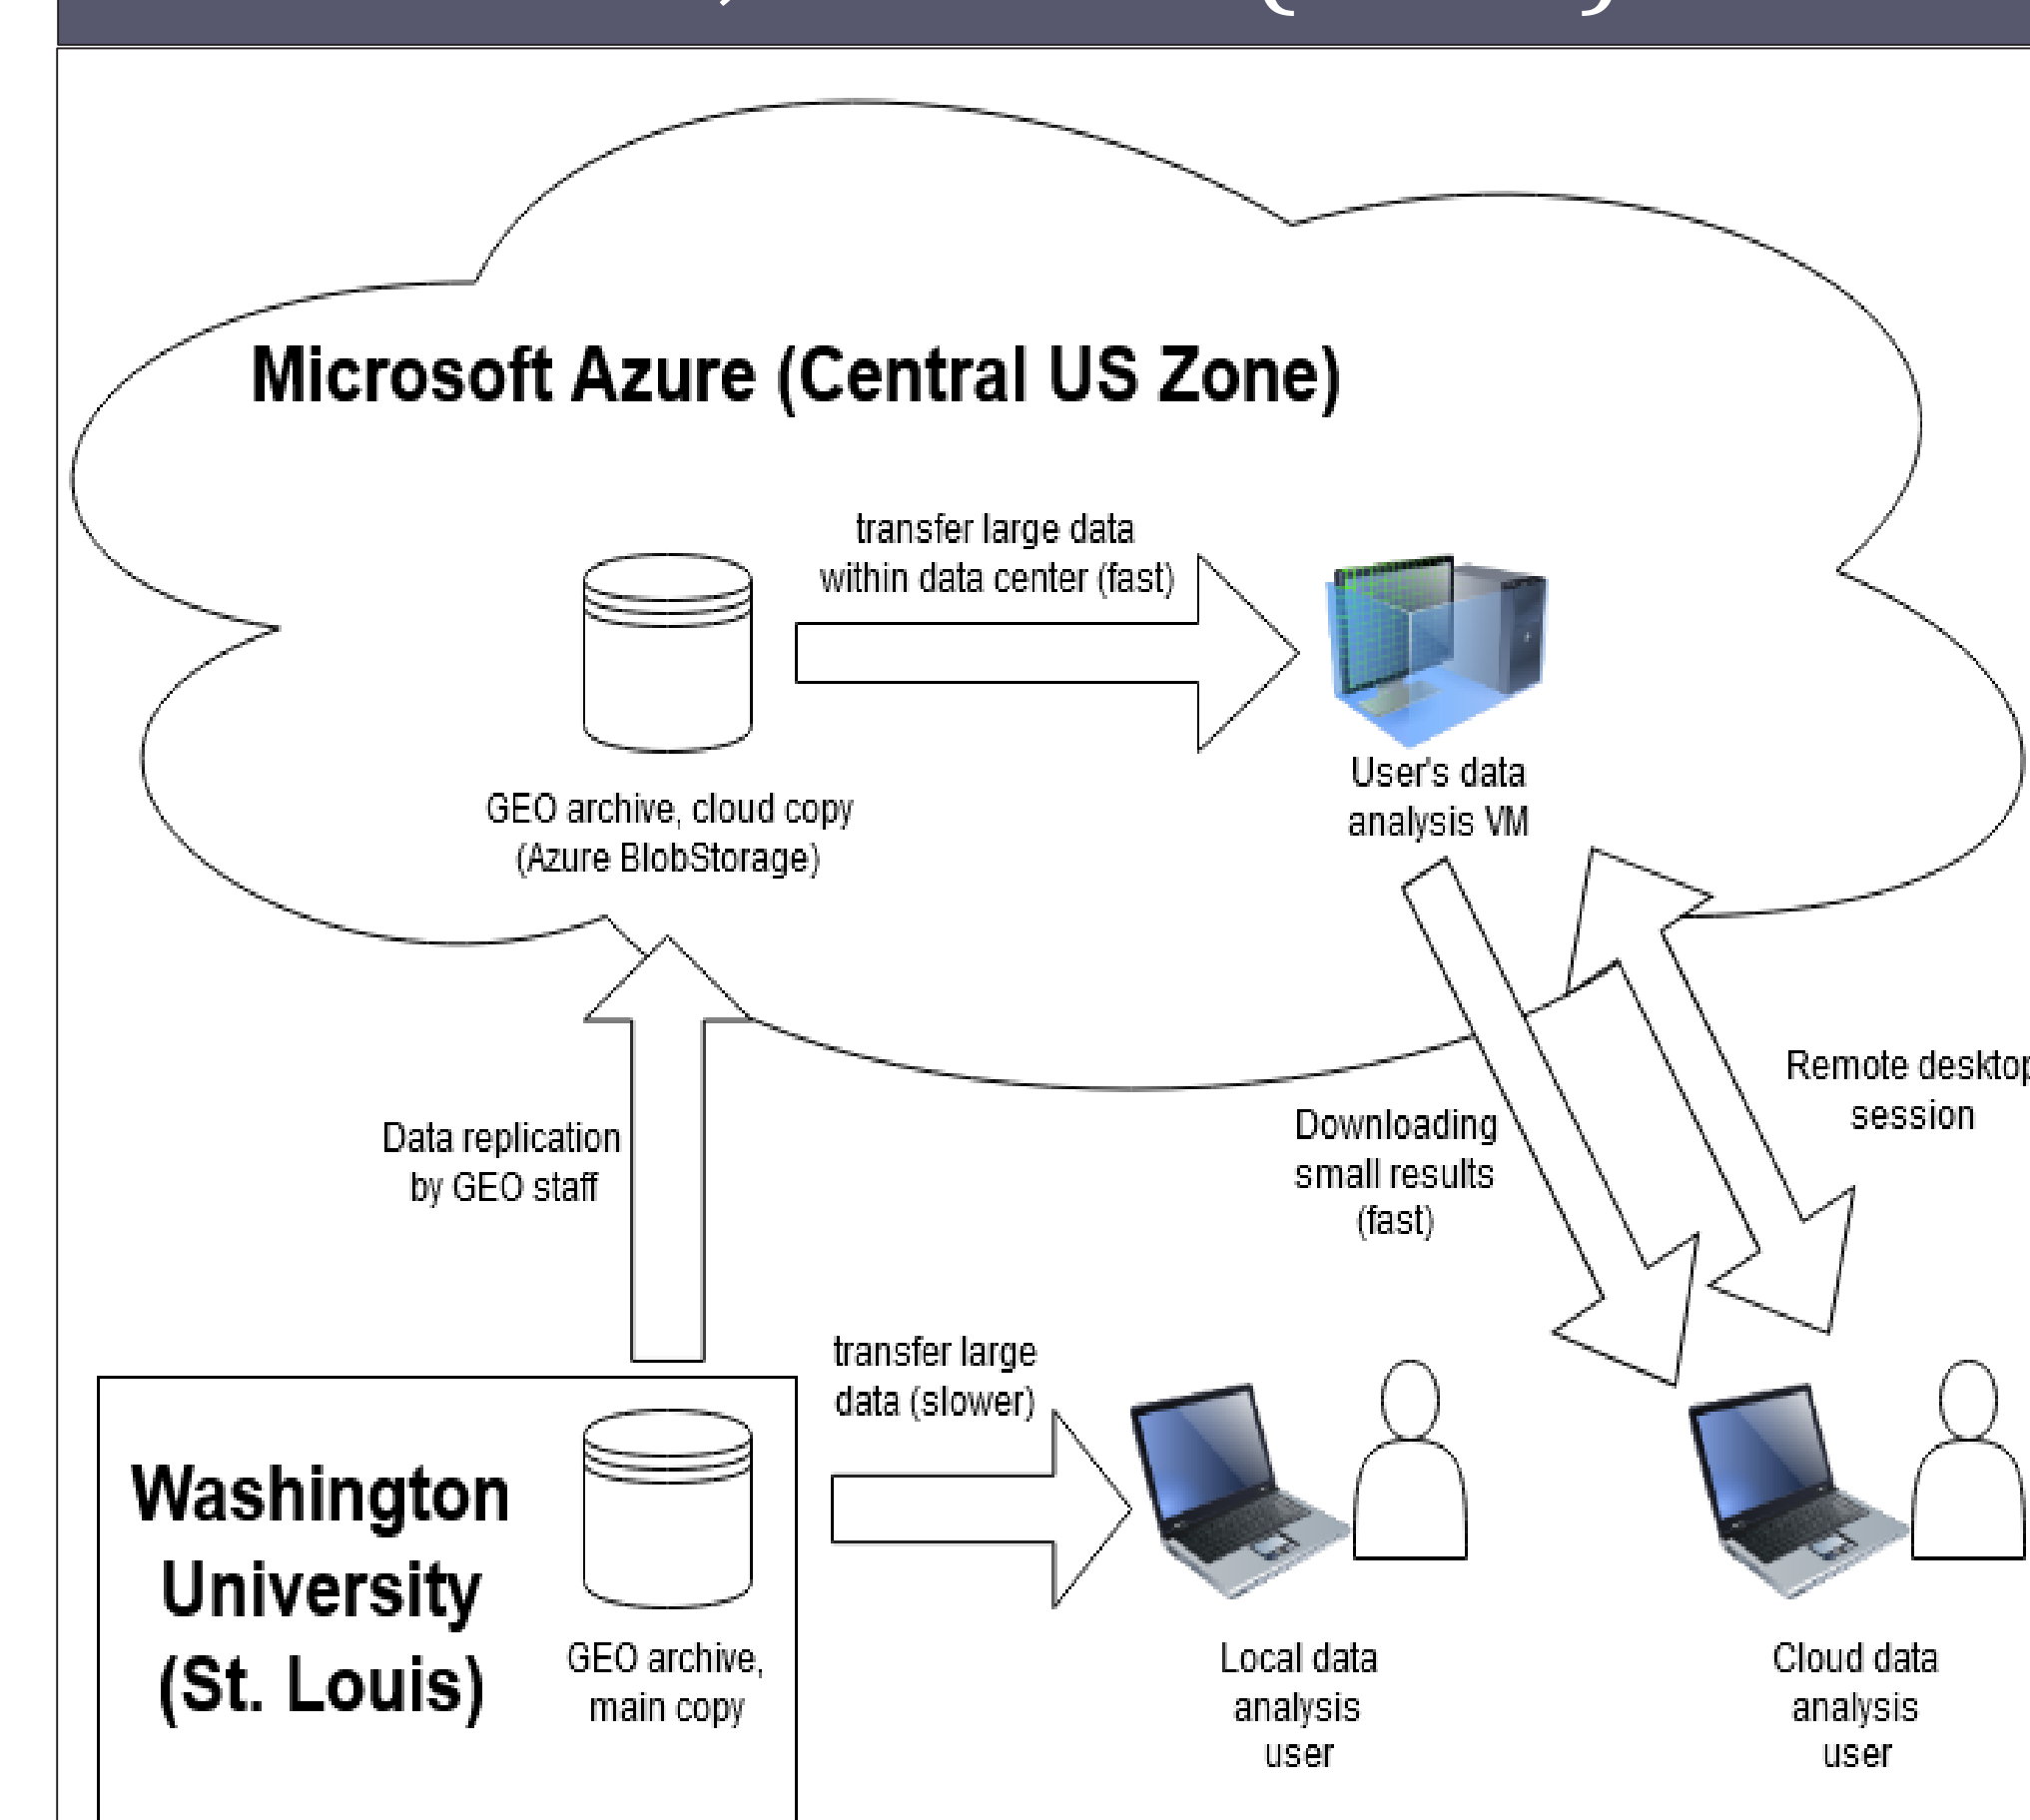 Microsoft Azure (Central US Zone)
transfer large data
within data center (fast)
User's data
analysis VM
GEO archive, cloud copy
(Azure BlobStorage)
Remote desktop
session
Downloading
small results
(fast)
Data replication
by GEO staff
transfer large
data (slower)
Washington
University
(St. Louis)
GEO archive,
main copy
Local data
analysis
user
Cloud data
analysis
user